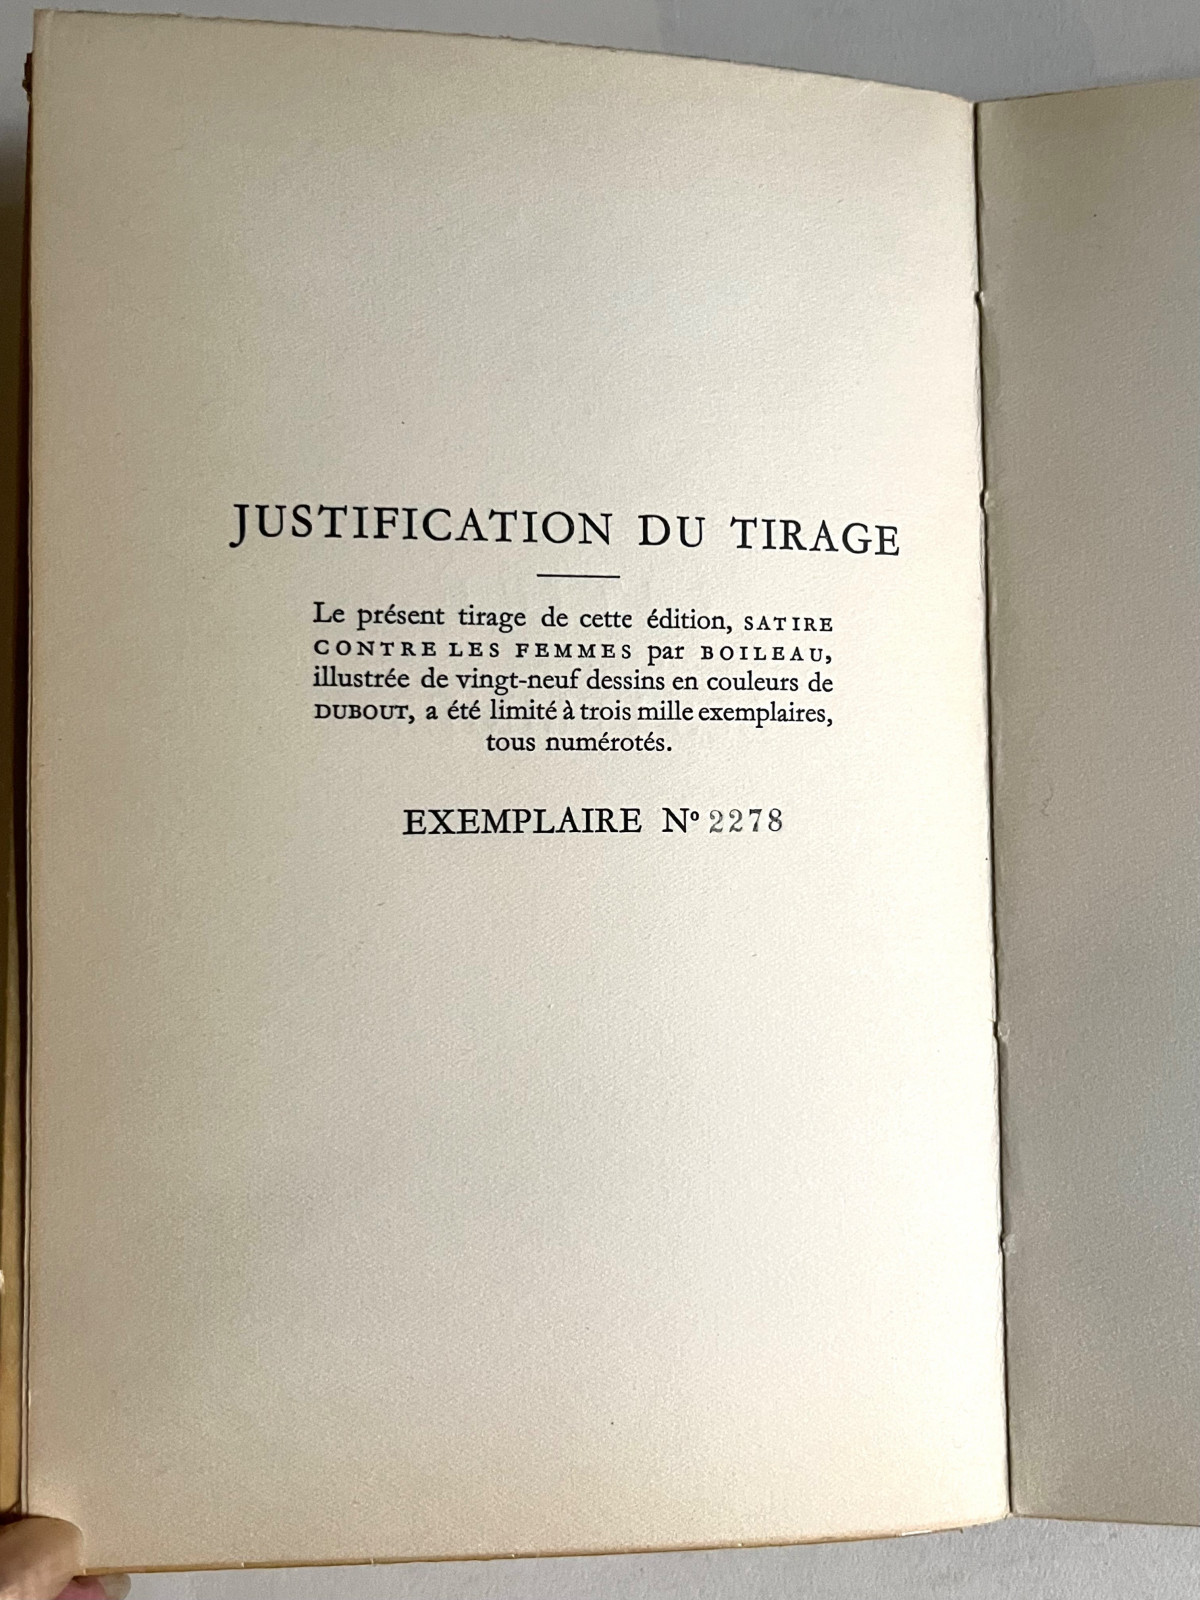 JUSTIFICATION DU TIRAGE
Le présent tirage de cette édition, SATIRE
CONTRE LES FEMMES par BOILEAU,
illustrée de vingt-neuf dessins en couleurs de
DUBOUT, a été limité à trois mille exemplaires,
tous numérotés.
EXEMPLAIRE Nº 2278